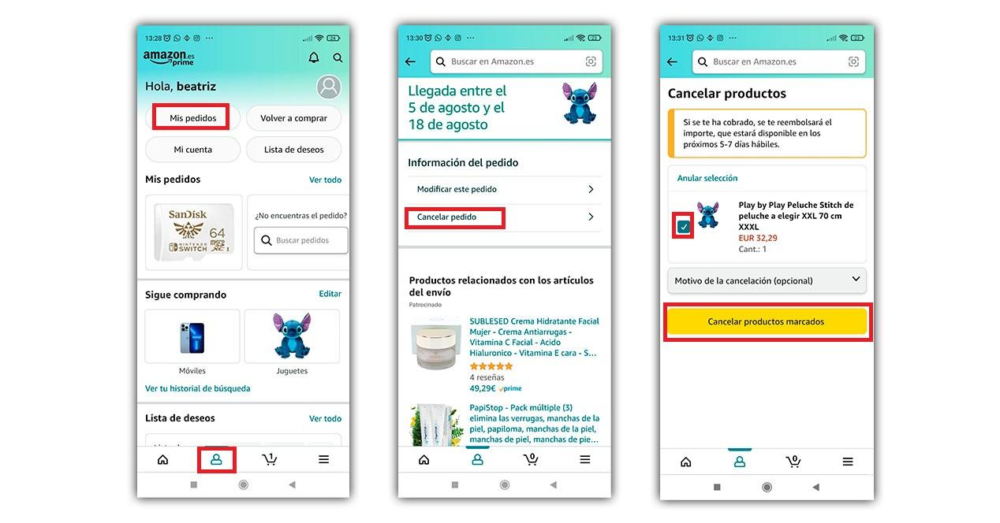 13:28
24
amazon.es
prime
Hola, beatriz
Mis pedidos
Volver a comprar
Mi cuenta
Lista de deseos
Mis pedidos
Ver todo
SanDisk
64
NINTENDO
SWITCH
micro
XC I
¿No encuentras el pedido?
Buscar pedidos
Sigue comprando
Editar
Móviles
Juguetes
Ver tu historial de búsqueda
Lista de deseos
Ver todo
1
13:30
23
Buscar en Amazon.es
Llegada entre el
5 de agosto y el
18 de agosto
Información del pedido
Modificar este pedido
Cancelar pedido
Productos relacionados con los artículos
del envío
Patrocinado
SUBLESED Crema Hidratante Facial
Mujer - Crema Antiarrugas -
Vitamina C Facial - Acido
Hialuronico - Vitamina E cara - S...
4 reseñas
49,29€ prime
PapiStop - Pack múltiple (3)
elimina las verrugas, manchas de la
piel, papiloma, manchas de la piel,
manchas de pie...
0
13:31
23
Buscar en Amazon.es
Cancelar productos
Si se te ha cobrado, se te reembolsará el
importe, que estará disponible en los
próximos 5-7 días hábiles.
Anular selección
Play by Play Peluche Stitch de
peluche a elegir XXL 70 cm
XXXL
EUR 32,29
Cant.: 1
Motivo de la cancelación (opcional)
Cancelar productos marcados
0